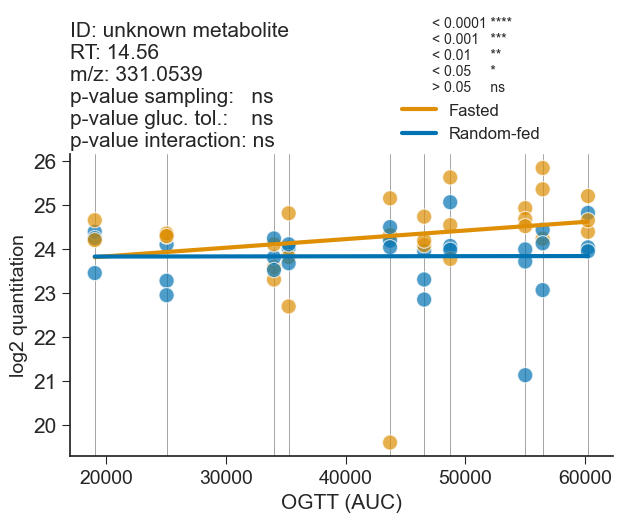 ID: unknown metabolite
RT: 14.56
m/z: 331.0539
p-value sampling: ns
p-value gluc. tol.: ns
p-value interaction: ns
< 0.0001 ****
< 0.001 ***
< 0.01 **
< 0.05 *
> 0.05 ns
Fasted
Random-fed
26
25
24
23
22
21
20
log2 quantitation
20000 30000 40000 50000 60000
OGTT (AUC)